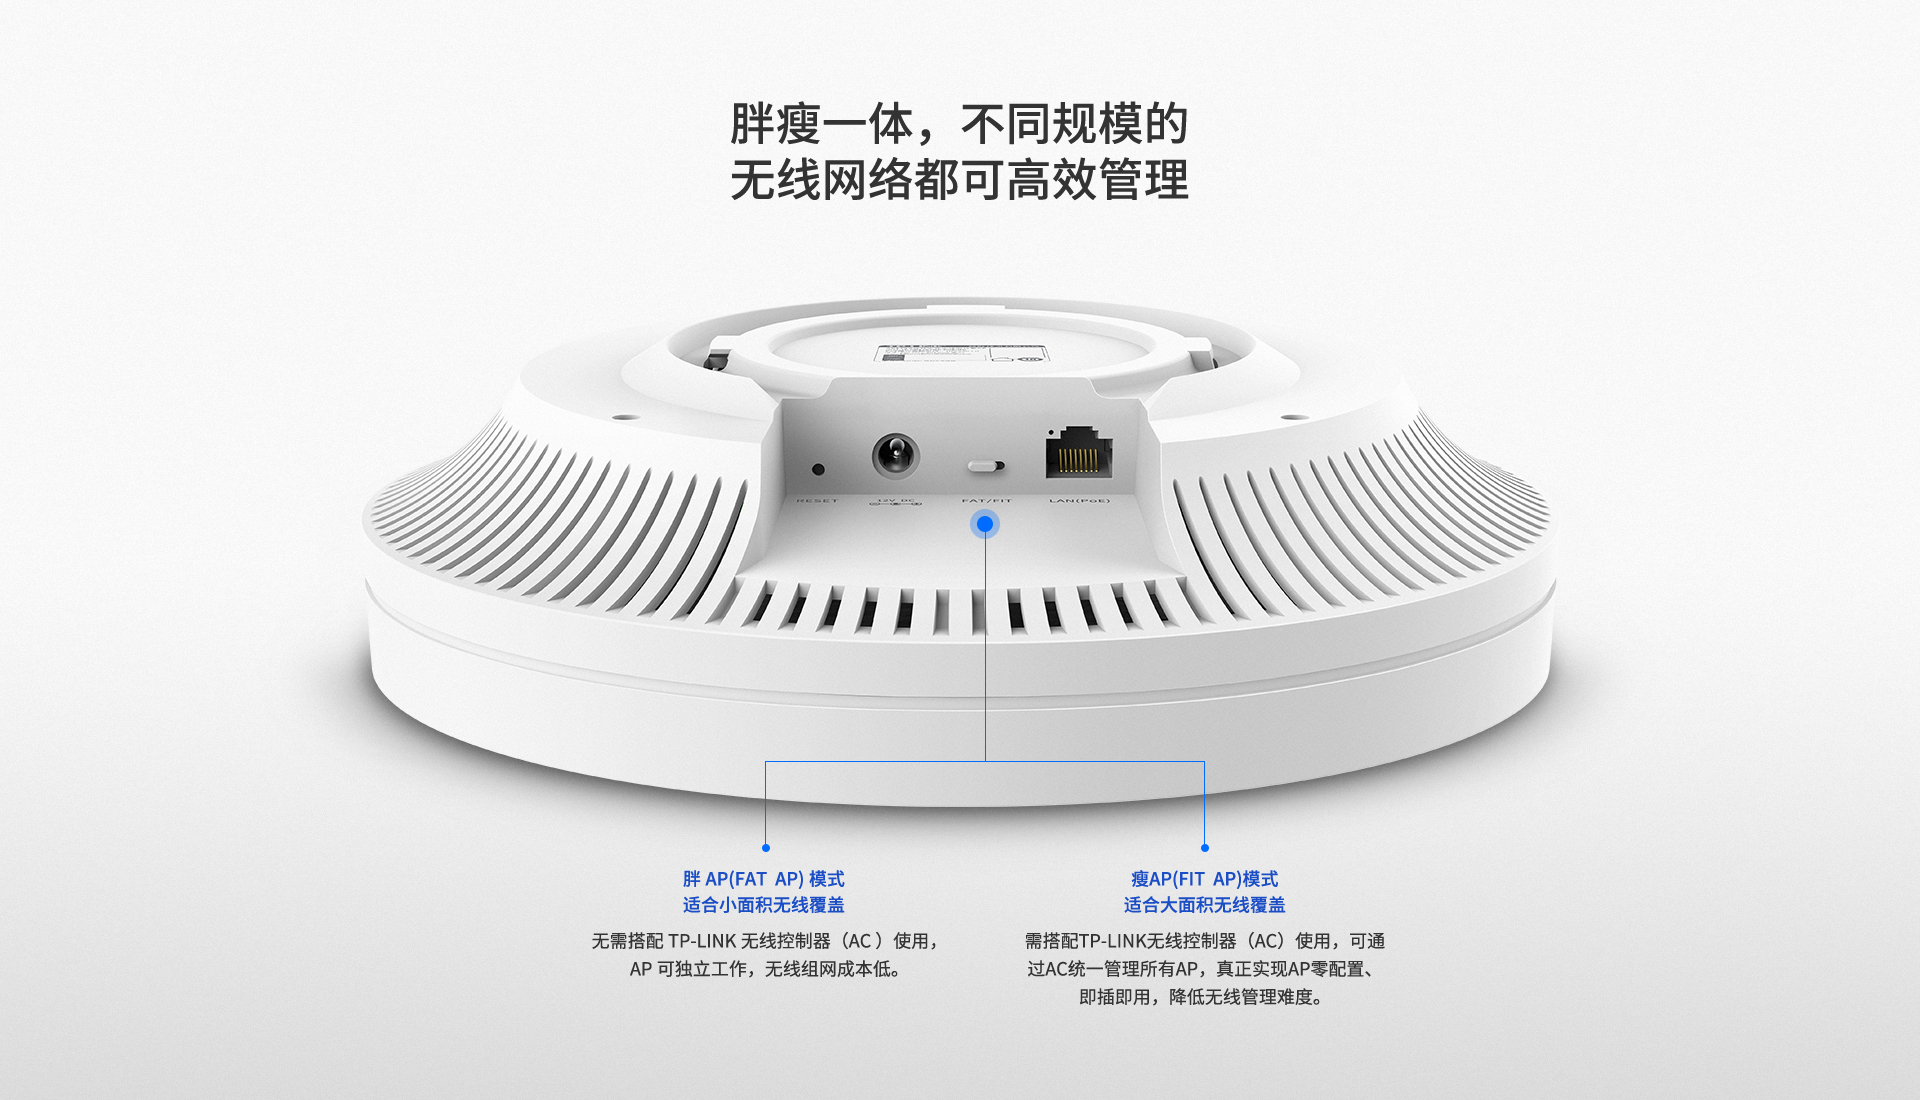 胖瘦一体，不同规模的
无线网络都可高效管理
RESET
12V DC
FAT/FIT
LAN(PoE)
胖 AP(FAT AP) 模式
适合小面积无线覆盖
无需搭配 TP-LINK 无线控制器（AC ）使用，
AP 可独立工作，无线组网成本低。
瘦AP(FIT AP)模式
适合大面积无线覆盖
需搭配TP-LINK无线控制器（AC）使用，可通
过AC统一管理所有AP，真正实现AP零配置、
即插即用，降低无线管理难度。